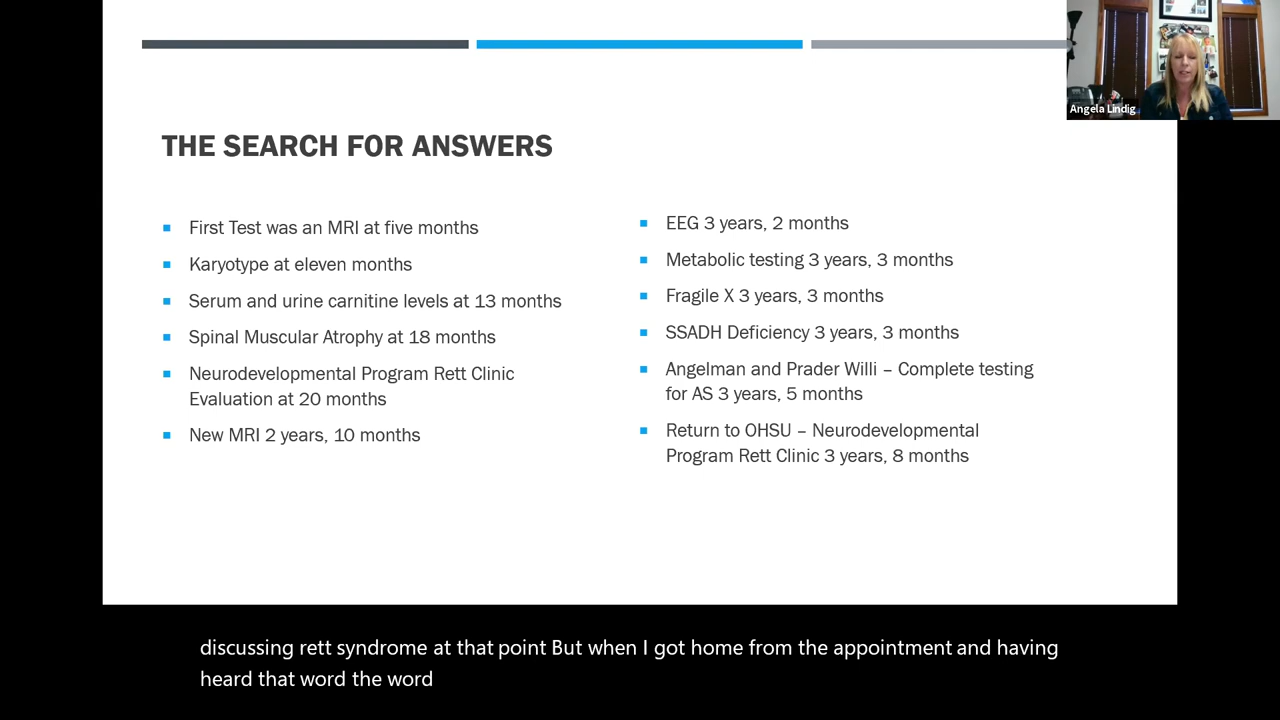 Angela Lindig
THE SEARCH FOR ANSWERS
First Test was an MRI at five months
Karyotype at eleven months
Serum and urine carnitine levels at 13 months
Spinal Muscular Atrophy at 18 months
Neurodevelopmental Program Rett Clinic
Evaluation at 20 months
New MRI 2 years, 10 months
EEG 3 years, 2 months
Metabolic testing 3 years, 3 months
Fragile X 3 years, 3 months
SSADH Deficiency 3 years, 3 months
Angelman and Prader Willi – Complete testing
for AS 3 years, 5 months
Return to OHSU – Neurodevelopmental
Program Rett Clinic 3 years, 8 months
discussing rett syndrome at that point But when I got home from the appointment and having
heard that word the word